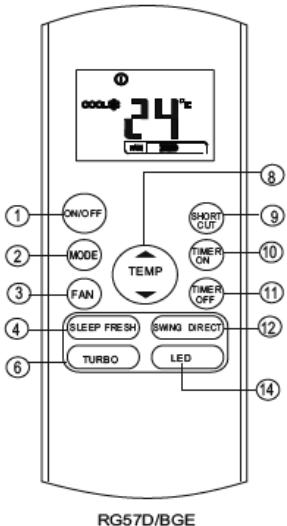 COOL 24°C
8
1 ON/OFF SHORT CUT 9
2 MODE TEMP TIMER ON 10
3 FAN TIMER OFF 11
4 SLEEP FRESH SWING DIRECT 12
6 TURBO LED
14
RG57D/BGE